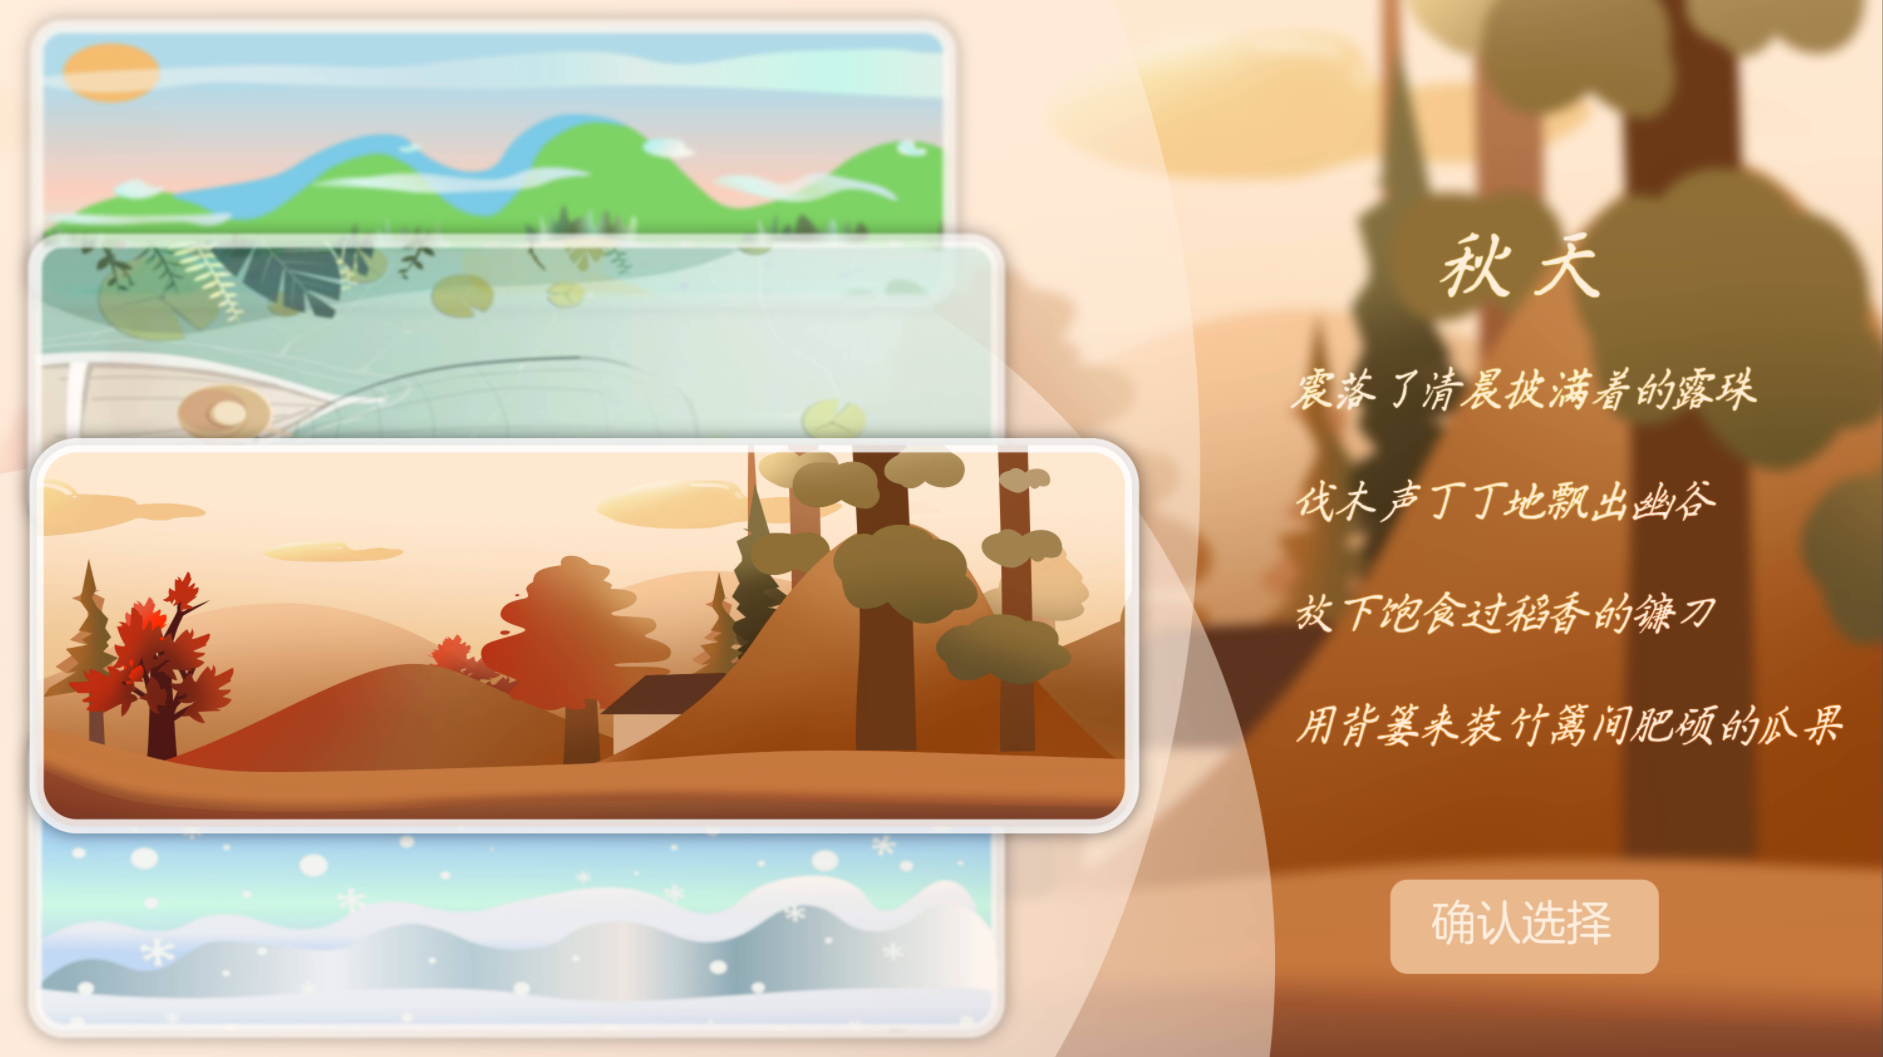 秋天
震落了清晨披满着的露珠
伐木声丁丁地飘出幽谷
放下饱食过稻香的镰刀
用背篓来装竹篱间肥硕的瓜果
确认选择